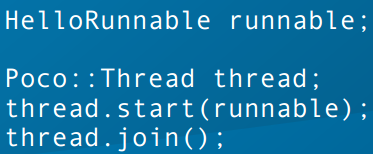 HelloRunnable runnable;
Poco::Thread thread;
thread.start(runnable);
thread.join();